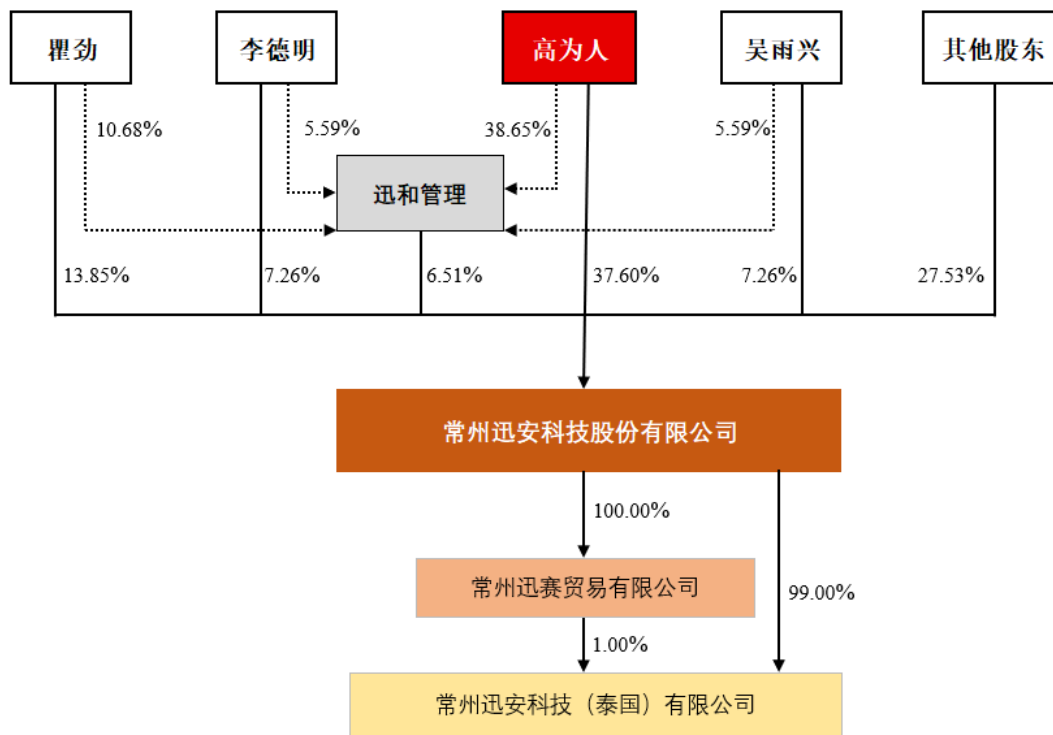 瞿劲
李德明
高为人
吴雨兴
其他股东
10.68%
5.59%
38.65%
5.59%
迅和管理
13.85%
7.26%
6.51%
37.60%
7.26%
27.53%
常州迅安科技股份有限公司
100.00%
常州迅赛贸易有限公司
99.00%
1.00%
常州迅安科技（泰国）有限公司